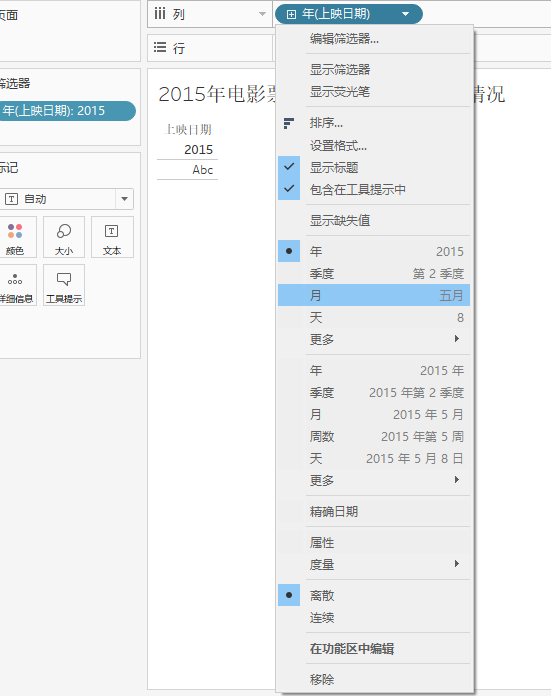 页面
列
年(上映日期)
行
筛选器
年(上映日期): 2015
标记
自动
颜色
大小
文本
详细信息
工具提示
2015年电影票
情况
上映日期
2015
Abc
编辑筛选器...
显示筛选器
显示荧光笔
排序...
设置格式...
显示标题
包含在工具提示中
显示缺失值
年 2015
季度 第 2 季度
月 五月
天 8
更多
年 2015 年
季度 2015 年第 2 季度
月 2015 年 5 月
周数 2015 年第 5 周
天 2015 年 5 月 8 日
更多
精确日期
属性
度量
离散
连续
在功能区中编辑
移除